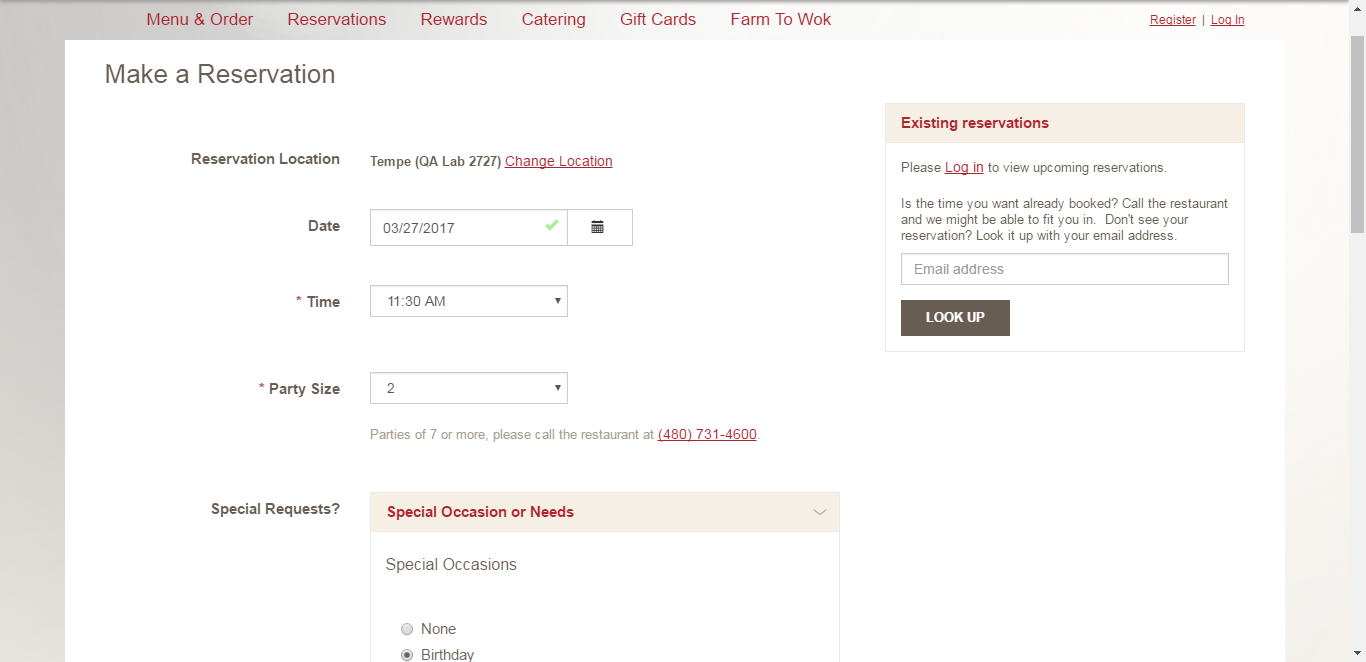 Menu & Order Reservations Rewards Catering Gift Cards Farm To Wok Register | Log In
Make a Reservation
Existing reservations
Reservation Location Tempe (QA Lab 2727) Change Location
Please Log in to view upcoming reservations.
Is the time you want already booked? Call the restaurant
and we might be able to fit you in. Don't see your
reservation? Look it up with your email address.
Email address
LOOK UP
Date 03/27/2017
* Time 11:30 AM
* Party Size 2
Parties of 7 or more, please call the restaurant at (480) 731-4600.
Special Requests? Special Occasion or Needs
Special Occasions
None
Birthday